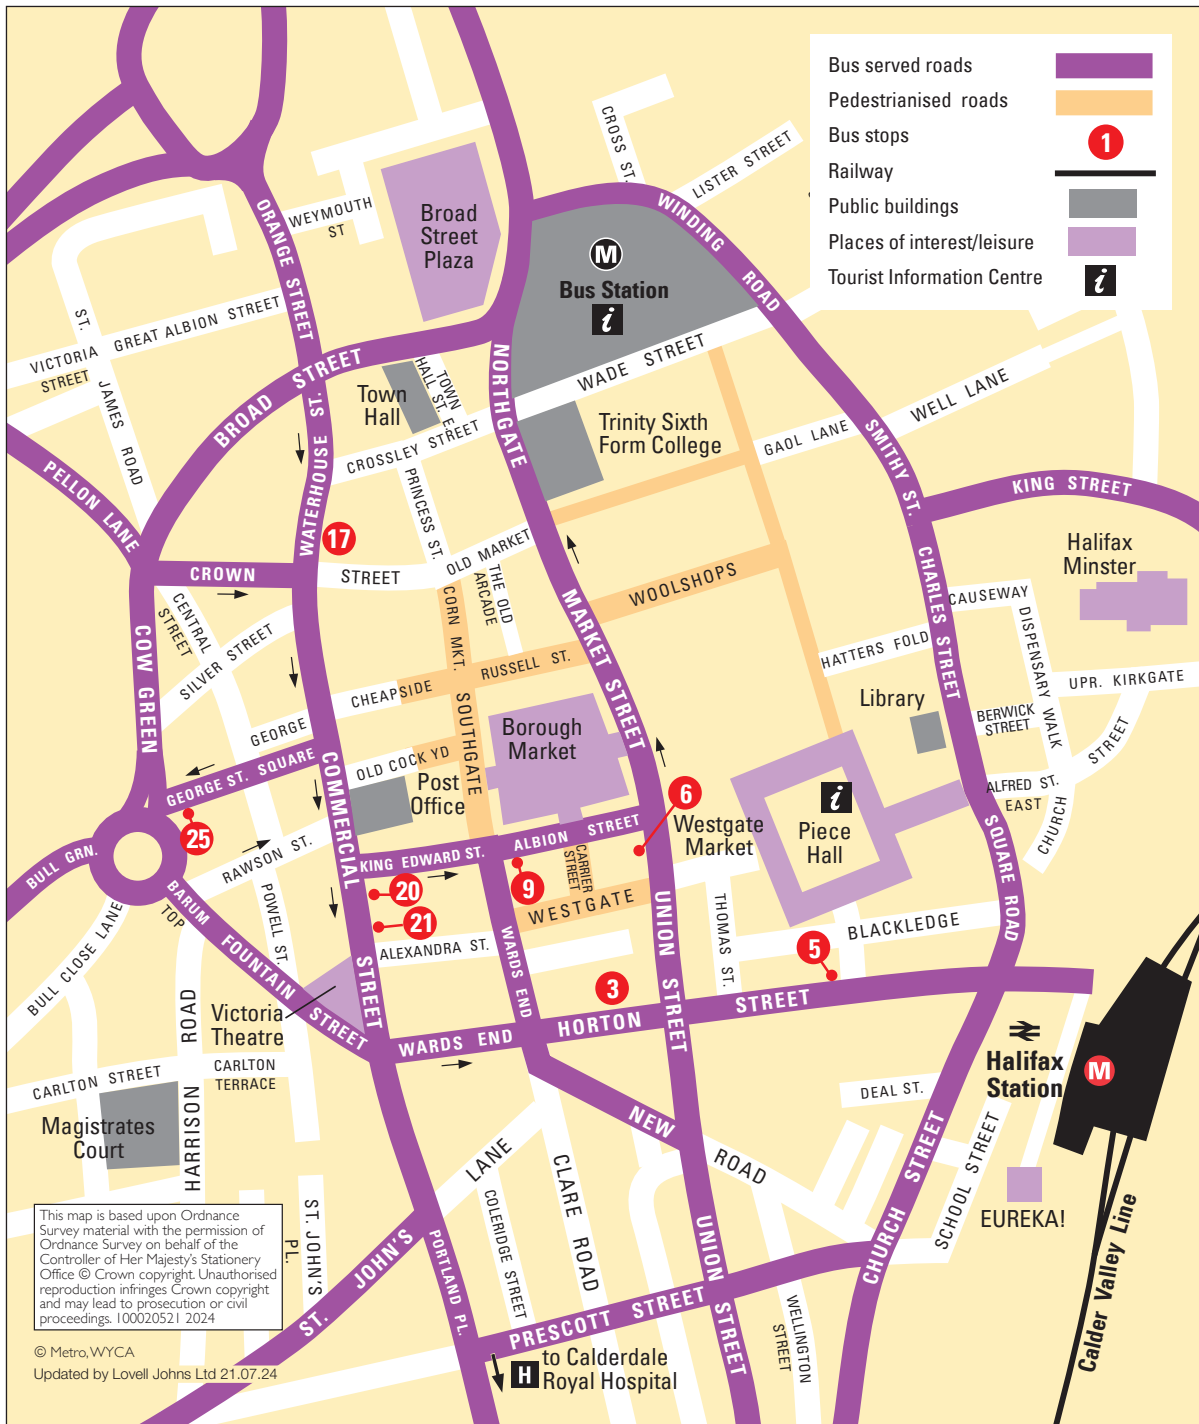 Bus served roads
Pedestrianised roads
Bus stops
1
Railway
Public buildings
Places of interest/leisure
Tourist Information Centre
i
CROSS ST.
LISTER STREET
WINDING ROAD
ORANGE STREET
WEYMOUTH
ST
Broad
Street
Plaza
M
Bus Station
i
ST. JAMES ROAD
VICTORIA
STREET
GREAT ALBION STREET
BROAD STREET
NORTHGATE
WADE STREET
TOWN
HALL ST. E.
Town
Hall
WATERHOUSE ST.
CROSSLEY STREET
Trinity Sixth
Form College
GAOL LANE
WELL LANE
SMITHY ST.
KING STREET
PELLON LANE
PRINCESS ST.
17
OLD MARKET
CROWN
STREET
THE OLD
ARCADE
CORN MKT.
WOOLSHOPS
MARKET STREET
CHARLES STREET
Halifax
Minster
CAUSEWAY
DISPENSARY WALK
CENTRAL
STREET
COW GREEN
SILVER STREET
HATTERS FOLD
UPR. KIRKGATE
RUSSELL ST.
CHEAPSIDE
GEORGE
SOUTHGATE
Library
BERWICK
STREET
Borough
Market
GEORGE ST. SQUARE
COMMERCIAL
STREET
OLD COCK YD
Post
Office
ALFRED ST.
EAST
CHURCH
STREET
6
Westgate
Market
i
Piece
Hall
25
BULL GRN.
RAWSON ST.
KING EDWARD ST.
ALBION STREET
CARRIER
STREET
SQUARE ROAD
BARUM
TOP
POWELL ST.
20
9
21
WESTGATE
THOMAS ST.
BLACKLEDGE
BULL CLOSE LANE
FOUNTAIN STREET
ALEXANDRA ST.
WARDS END
UNION STREET
5
3
Victoria
Theatre
HARRISON ROAD
WARDS END
HORTON
STREET
Halifax
Station
M
CARLTON STREET
CARLTON
TERRACE
Magistrates
Court
DEAL ST.
NEW
ROAD
CHURCH STREET
SCHOOL STREET
EUREKA!
ST. JOHN'S
PL.
ST. JOHN'S
LANE
COLERIDGE STREET
CLARE ROAD
PORTLAND PL.
UNION STREET
PRESCOTT STREET
WELLINGTON
STREET
Calder Valley Line
H
to Calderdale
Royal Hospital
This map is based upon Ordnance
Survey material with the permission of
Ordnance Survey on behalf of the
Controller of Her Majesty's Stationery
Office © Crown copyright. Unauthorised
reproduction infringes Crown copyright
and may lead to prosecution or civil
proceedings. 100020521 2024
© Metro, WYCA
Updated by Lovell Johns Ltd 21.07.24